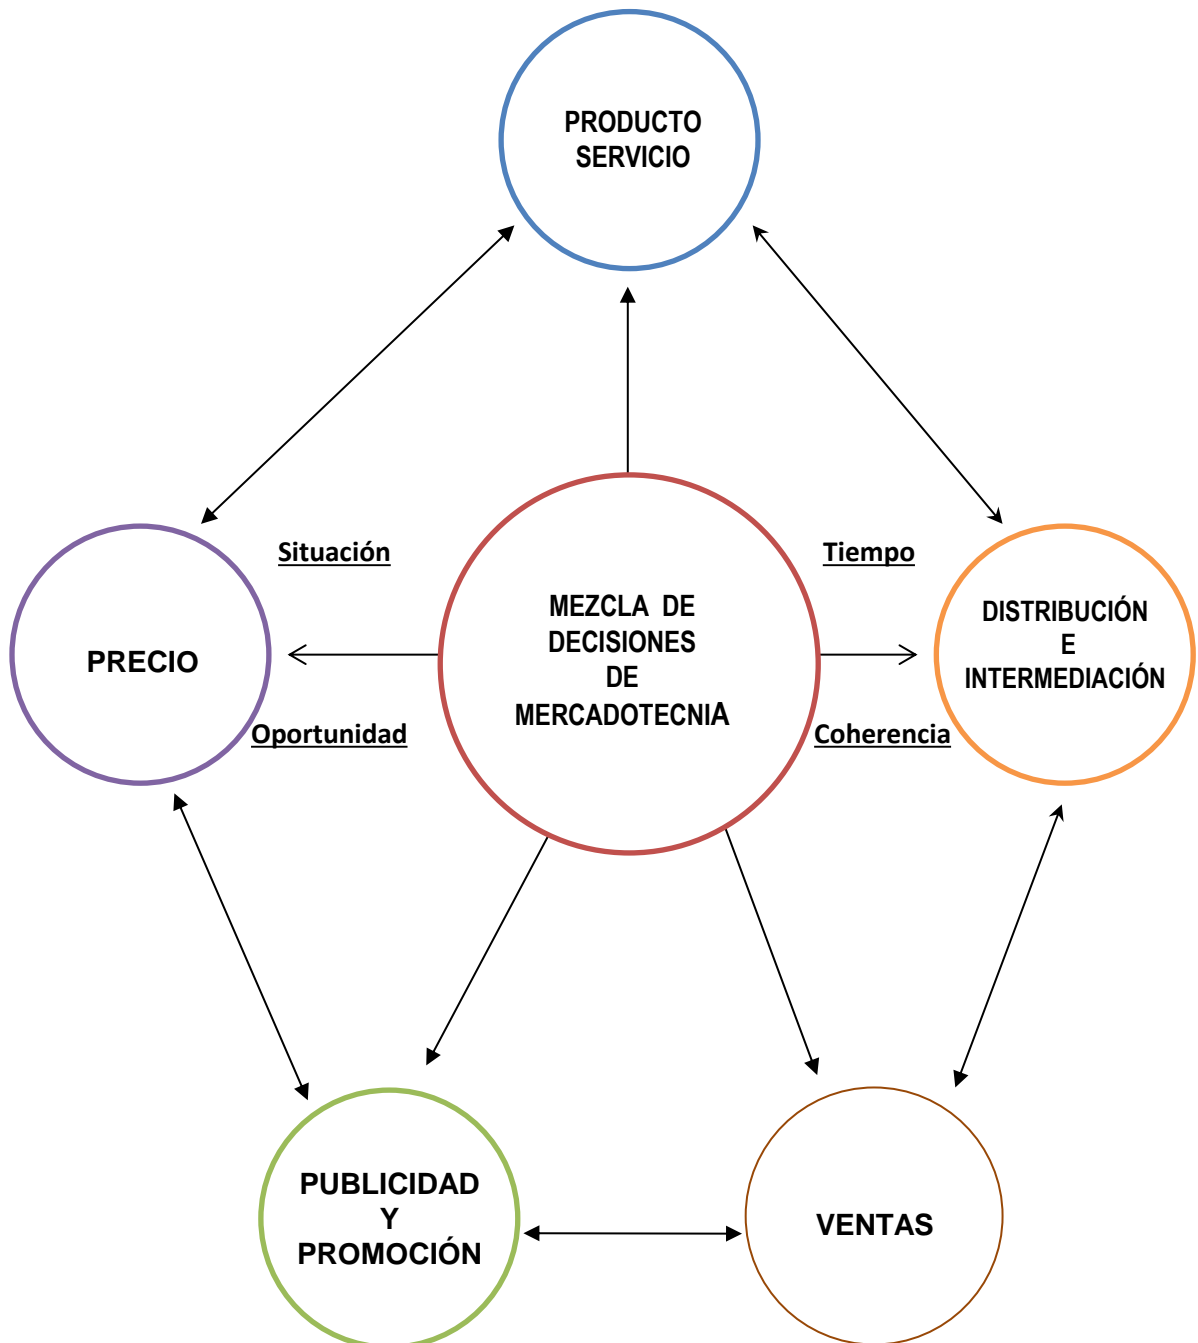 PRODUCTO
SERVICIO
Situación
Tiempo
MEZCLA DE
DECISIONES
DE
MERCADOTECNIA
PRECIO
DISTRIBUCIÓN
E
INTERMEDIACIÓN
Oportunidad
Coherencia
PUBLICIDAD
Y
PROMOCIÓN
VENTAS